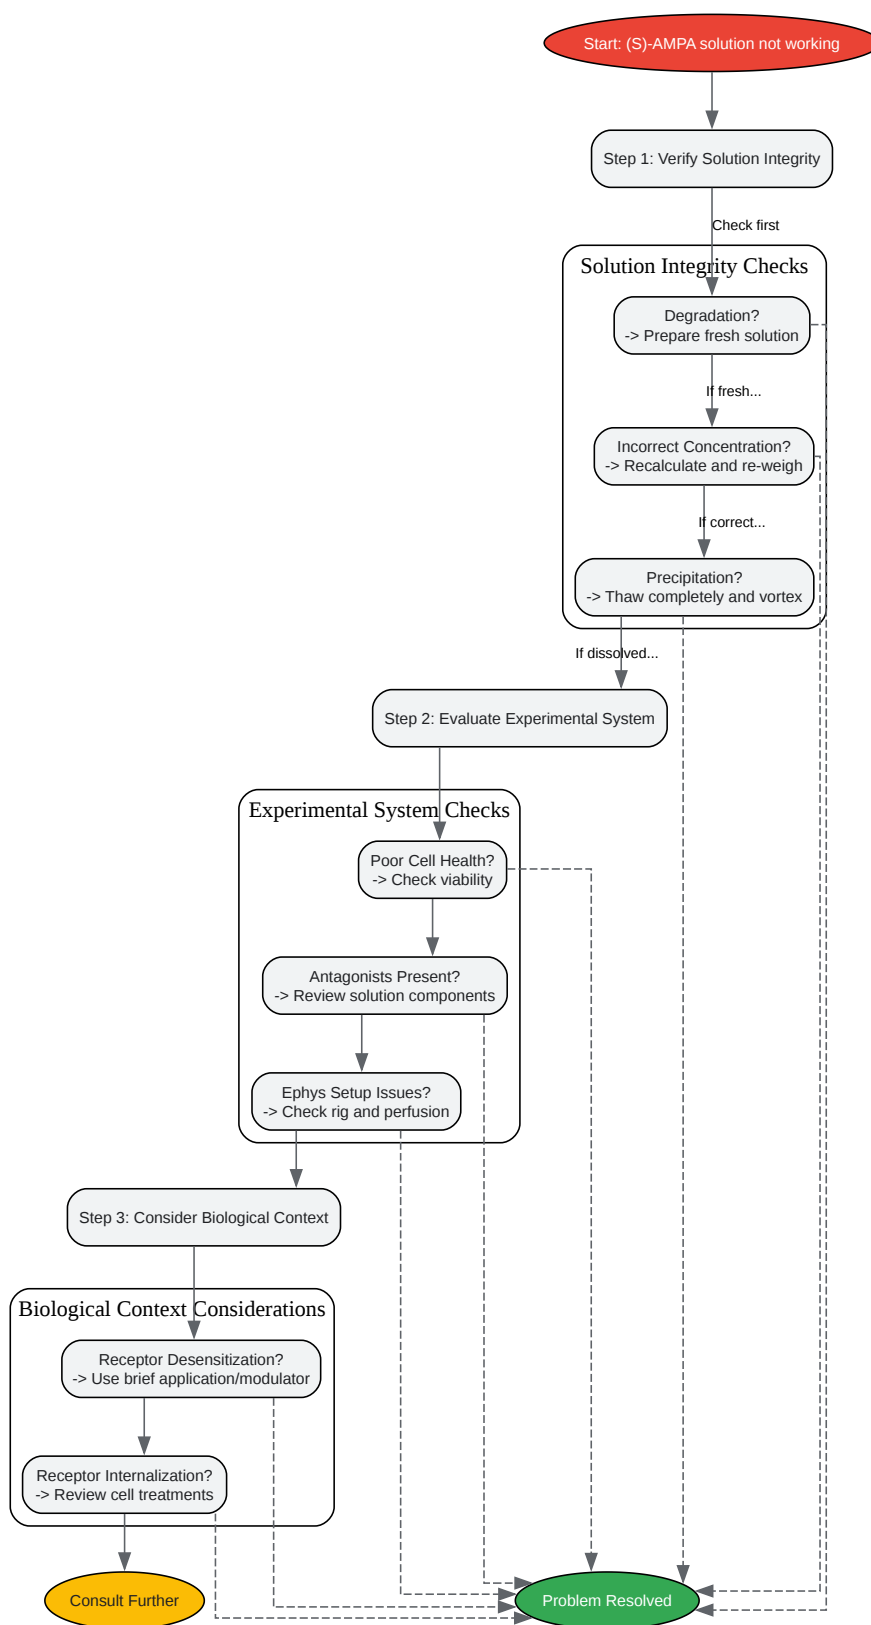 Start: (S)-AMPA solution not working
Step 1: Verify Solution Integrity
Check first
Solution Integrity Checks
Degradation?
-> Prepare fresh solution
If fresh...
Incorrect Concentration?
-> Recalculate and re-weigh
If correct...
Precipitation?
-> Thaw completely and vortex
If dissolved...
Step 2: Evaluate Experimental System
Experimental System Checks
Poor Cell Health?
-> Check viability
Antagonists Present?
-> Review solution components
Ephys Setup Issues?
-> Check rig and perfusion
Step 3: Consider Biological Context
Biological Context Considerations
Receptor Desensitization?
-> Use brief application/modulator
Receptor Internalization?
-> Review cell treatments
Consult Further
Problem Resolved